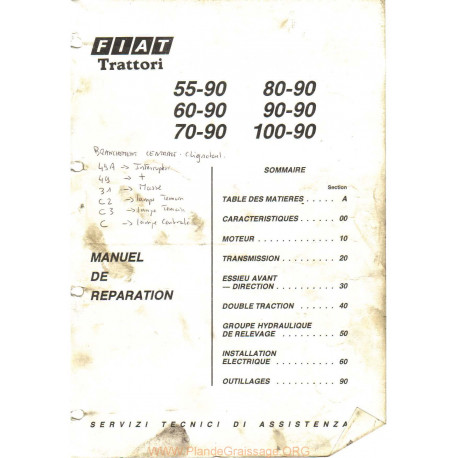 FIAT
Trattori
55-90 80-90
60-90 90-90
70-90 100-90
BRANCHEMENT CENTRALE (Clignotant)
49A → Interrupteur
49 → +
31 → Masse
C2 → lampe Temoin
C3 → lampe Temoin
C → lampe Centrale
SOMMAIRE
Section
TABLE DES MATIERES . . . . . A
CARACTERISTIQUES . . . . . . 00
MOTEUR . . . . . . . . . . . . . . 10
TRANSMISSION . . . . . . . . . 20
ESSIEU AVANT
— DIRECTION . . . . . . . . . . 30
DOUBLE TRACTION . . . . . . 40
GROUPE HYDRAULIQUE
DE RELEVAGE . . . . . . . . . . 50
INSTALLATION
ELECTRIQUE . . . . . . . . . . . 60
OUTILLAGES . . . . . . . . . . . 90
MANUEL
DE
REPARATION
SERVIZI TECNICI DI ASSISTENZA
www.PlandeGraissage.ORG